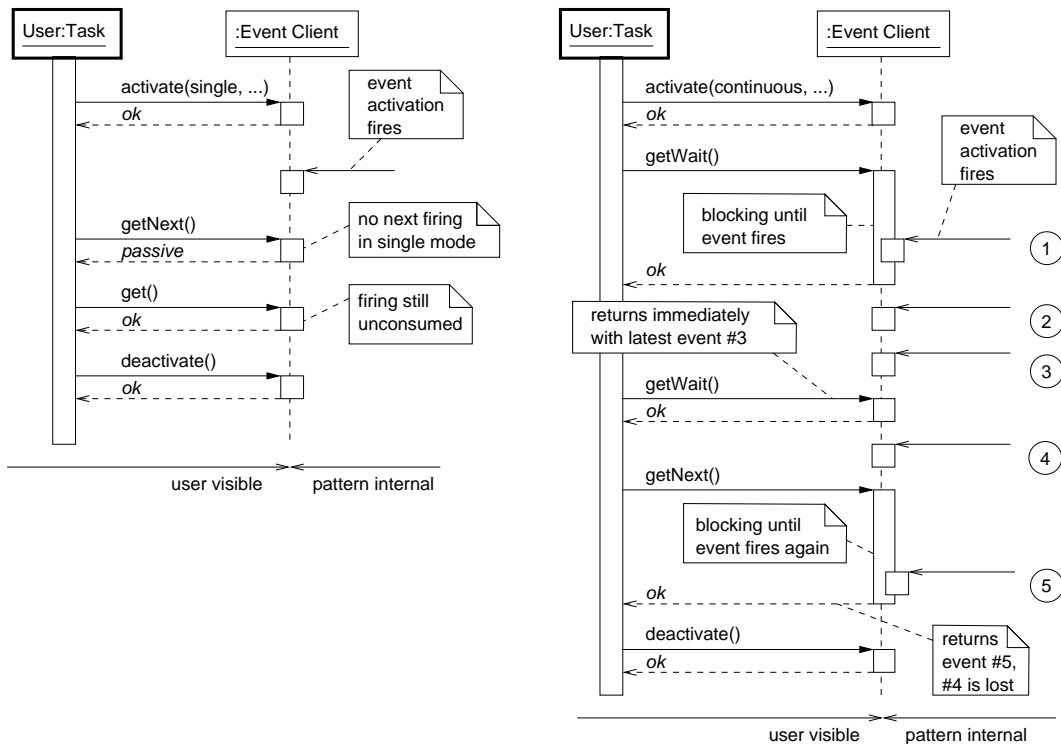 User:Task
:Event Client
activate(single, ...)
ok
event
activation
fires
getNext()
passive
no next firing
in single mode
get()
ok
firing still
unconsumed
deactivate()
ok
user visible
pattern internal
User:Task
:Event Client
activate(continuous, ...)
ok
event
activation
fires
getWait()
blocking until
event fires
1
ok
returns immediately
with latest event #3
2
3
getWait()
ok
4
getNext()
blocking until
event fires again
5
ok
deactivate()
ok
returns
event #5,
#4 is lost
user visible
pattern internal